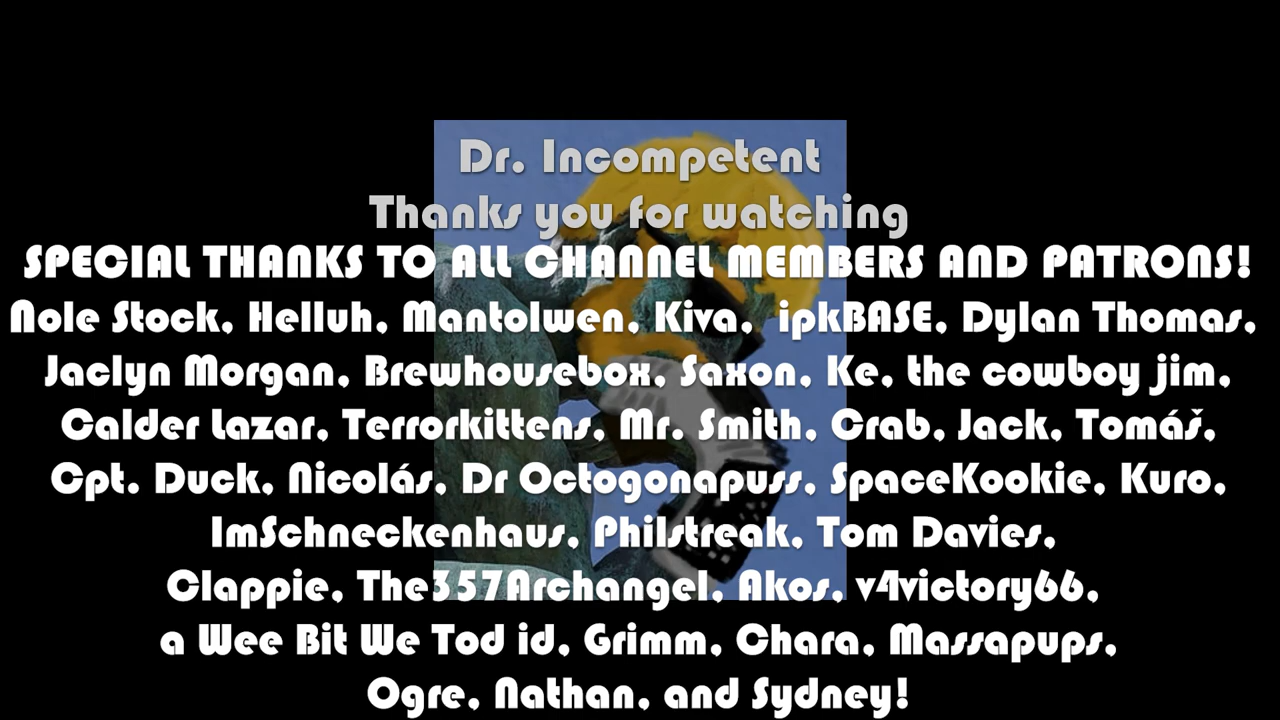 Dr. Incompetent
Thanks you for watching
SPECIAL THANKS TO ALL CHANNEL MEMBERS AND PATRONS!
Nole Stock, Helluh, Mantolwen, Kiva, ipkBASE, Dylan Thomas,
Jaclyn Morgan, Brewhousebox, Saxon, Ke, the cowboy jim,
Calder Lazar, Terrorkittens, Mr. Smith, Crab, Jack, Tomáš,
Cpt. Duck, Nicolás, Dr Octogonapuss, SpaceKookie, Kuro,
ImSchneckenhaus, Philstreak, Tom Davies,
Clappie, The357Archangel, Akos, v4victory66,
a Wee Bit We Tod id, Grimm, Chara, Massapups,
Ogre, Nathan, and Sydney!